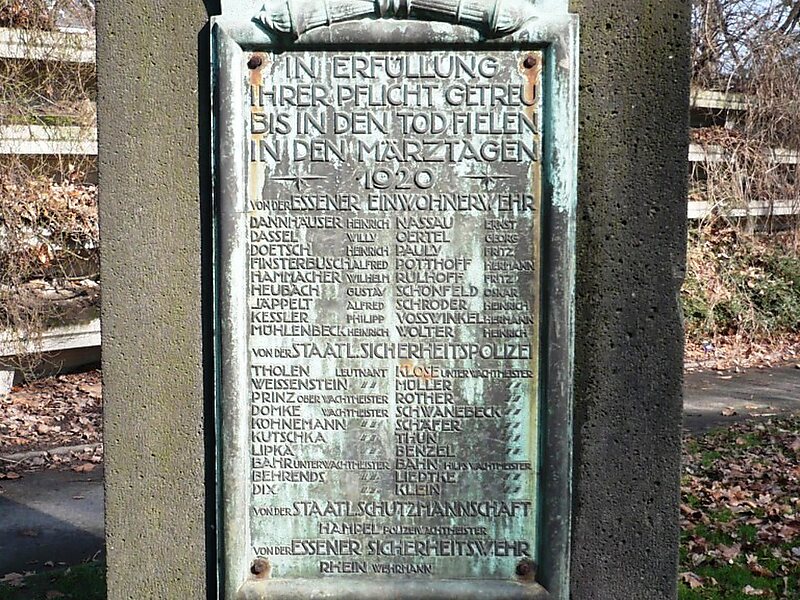 IN ERFÜLLUNG
IHRER PFLICHT GETREU
BIS IN DEN TOD FIELEN
IN DEN MÄRZTAGEN
1920
VON DER ESSENER EINWOHNERWEHR
DANNHÄUSER HEINRICH NASSAU ERNST
DASSEL WILLY OERTEL GEORG
DOETSCH HEINRICH PAULY FRITZ
FINSTERBUSCH ALFRED POTTHOFF HERMANN
HAMMACHER WILHELM RULHOFF FRITZ
HEUBACH GUSTAV SCHÖNFELD OSKAR
JÄPPELT ALFRED SCHRÖDER HEINRICH
KESSLER PHILIPP VOSSWINKEL HERMANN
MÜHLENBECK HEINRICH WOLTER HEINRICH
VON DER STAATL. SICHERHEITSPOLIZEI
THOLEN LEUTNANT KLOSE UNTERWACHTMEISTER
WEISSENSTEIN " MÜLLER "
PRINZ OBERWACHTMEISTER ROTHER "
DOMKE WACHTMEISTER SCHWANEBECK "
KÖHNEMANN " SCHÄFER "
KUTSCHKA " THUN "
LIPKA " BENZEL "
BAHR UNTERWACHTMEISTER BAHN HILFSWACHTMEISTER
BEHRENDS " LIEDTKE "
DIX " KLEIN "
VON DER STAATL. SCHUTZMANNSCHAFT
HAMPEL POLIZEIWACHTMEISTER
VON DER ESSENER SICHERHEITSWEHR
RHEIN WEHRMANN